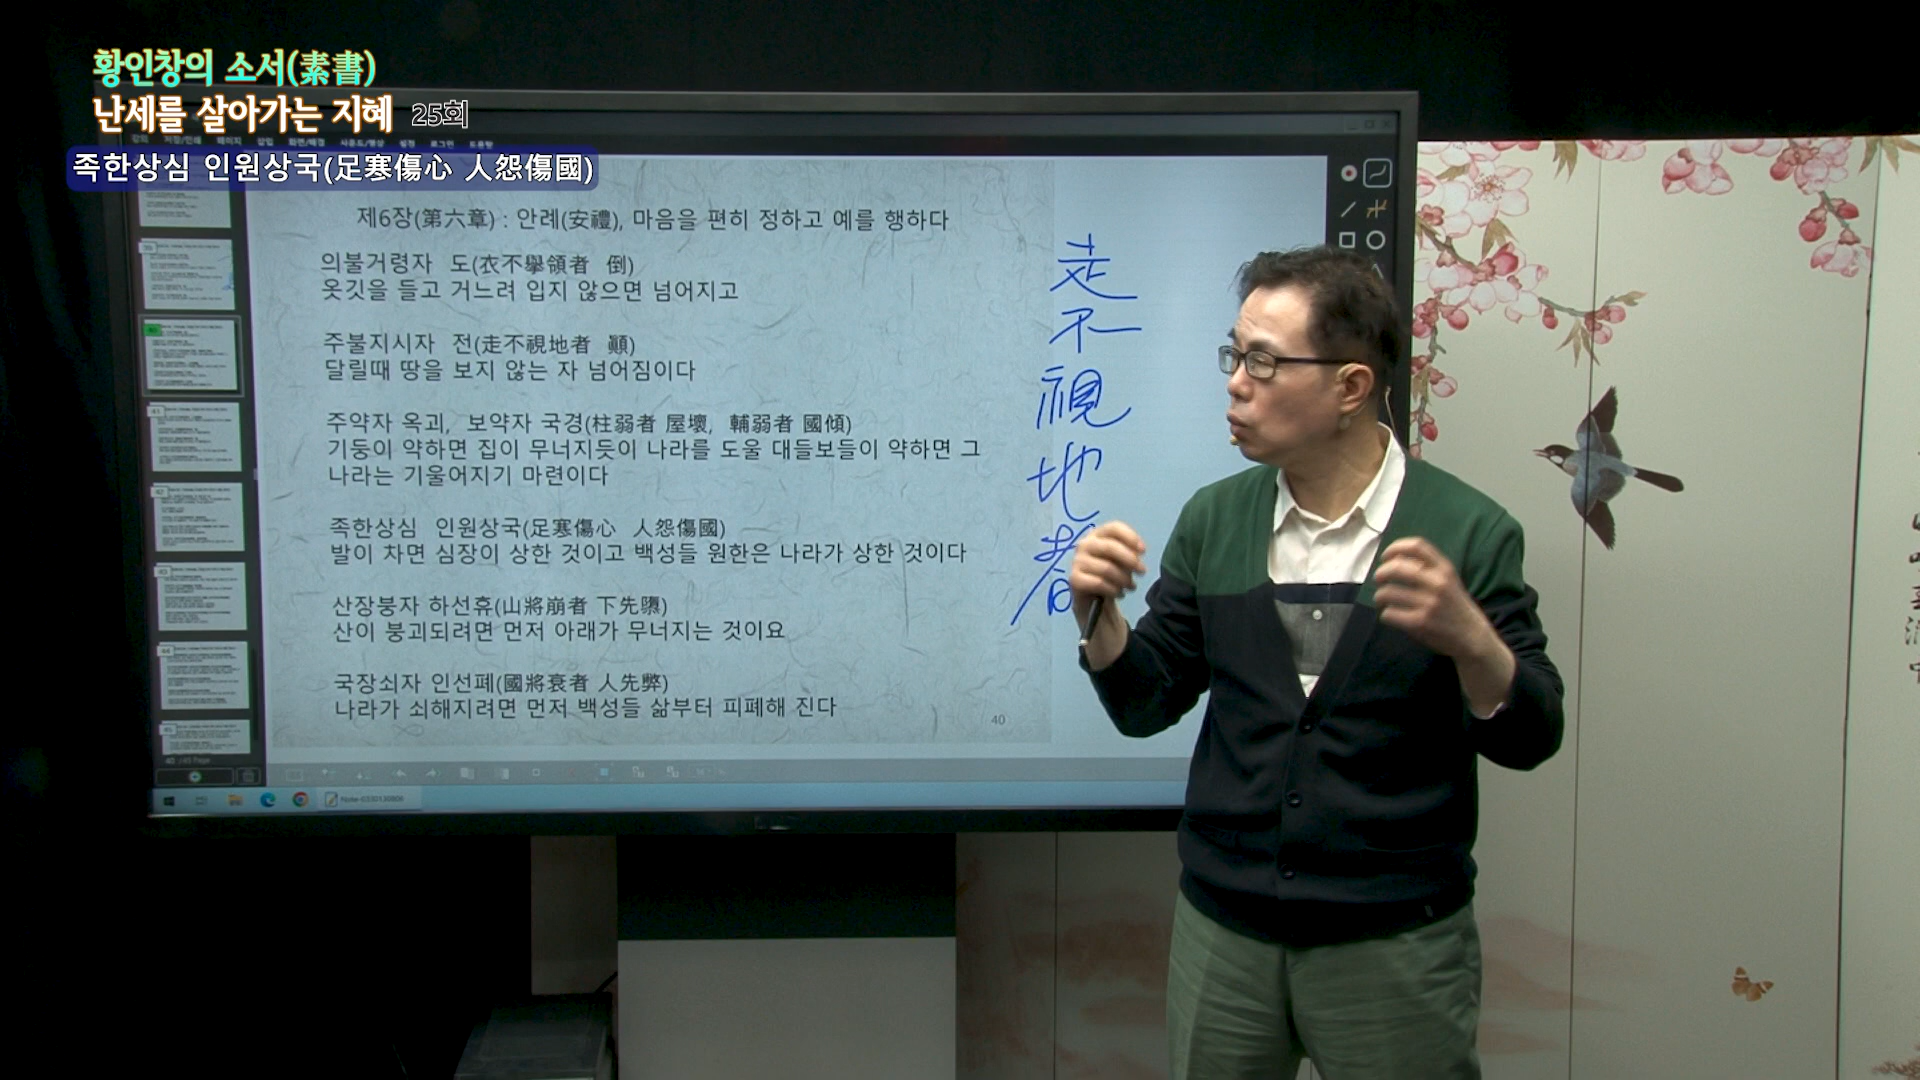 황인창의 소서(素書)
난세를 살아가는 지혜 25회
족한상심 인원상국(足寒傷心 人怨傷國)
제6장(第六章) : 안례(安禮), 마음을 편히 정하고 예를 행하다
의불거령자 도(衣不擧領者 倒)
옷깃을 들고 거느려 입지 않으면 넘어지고
주불지시자 전(走不視地者 顚)
달릴때 땅을 보지 않는 자 넘어짐이다
주약자 옥괴, 보약자 국경(柱弱者 屋壞, 輔弱者 國傾)
기둥이 약하면 집이 무너지듯이 나라를 도울 대들보들이 약하면 그
나라는 기울어지기 마련이다
족한상심 인원상국(足寒傷心 人怨傷國)
발이 차면 심장이 상한 것이고 백성들 원한은 나라가 상한 것이다
산장붕자 하선휴(山將崩者 下先隳)
산이 붕괴되려면 먼저 아래가 무너지는 것이요
국장쇠자 인선폐(國將衰者 人先弊)
나라가 쇠해지려면 먼저 백성들 삶부터 피폐해 진다
40
走
不
視
地
者
41
42
43
44